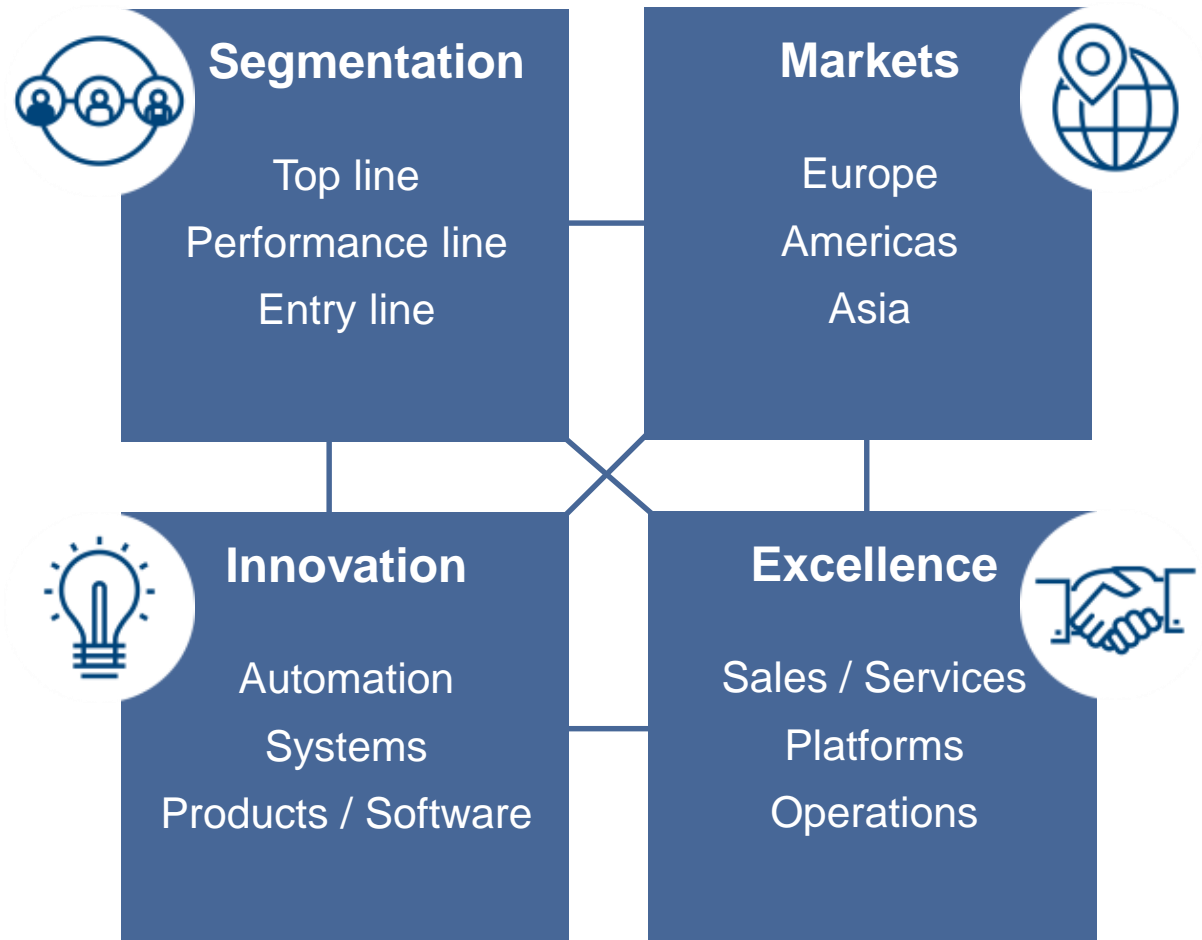 Segmentation
Top line
Performance line
Entry line
Markets
Europe
Americas
Asia
Innovation
Automation
Systems
Products / Software
Excellence
Sales / Services
Platforms
Operations